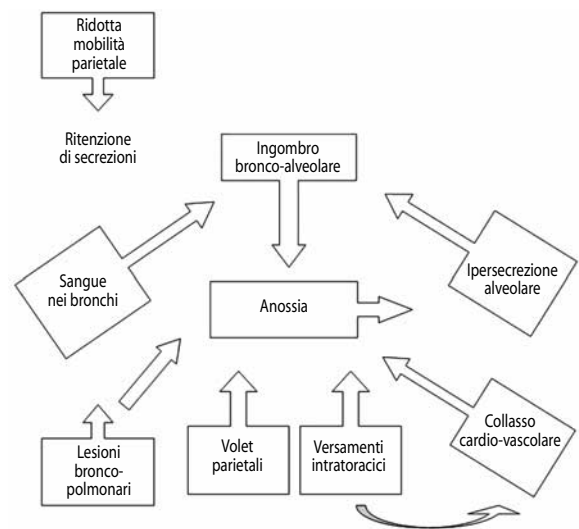 Ridotta
mobilità
parietale
Ritenzione
di secrezioni
Ingombro
bronco-alveolare
Sangue
nei bronchi
Ipersecrezione
alveolare
Anossia
Lesioni
bronco-
polmonari
Volet
parietali
Versamenti
intratoracici
Collasso
cardio-vascolare